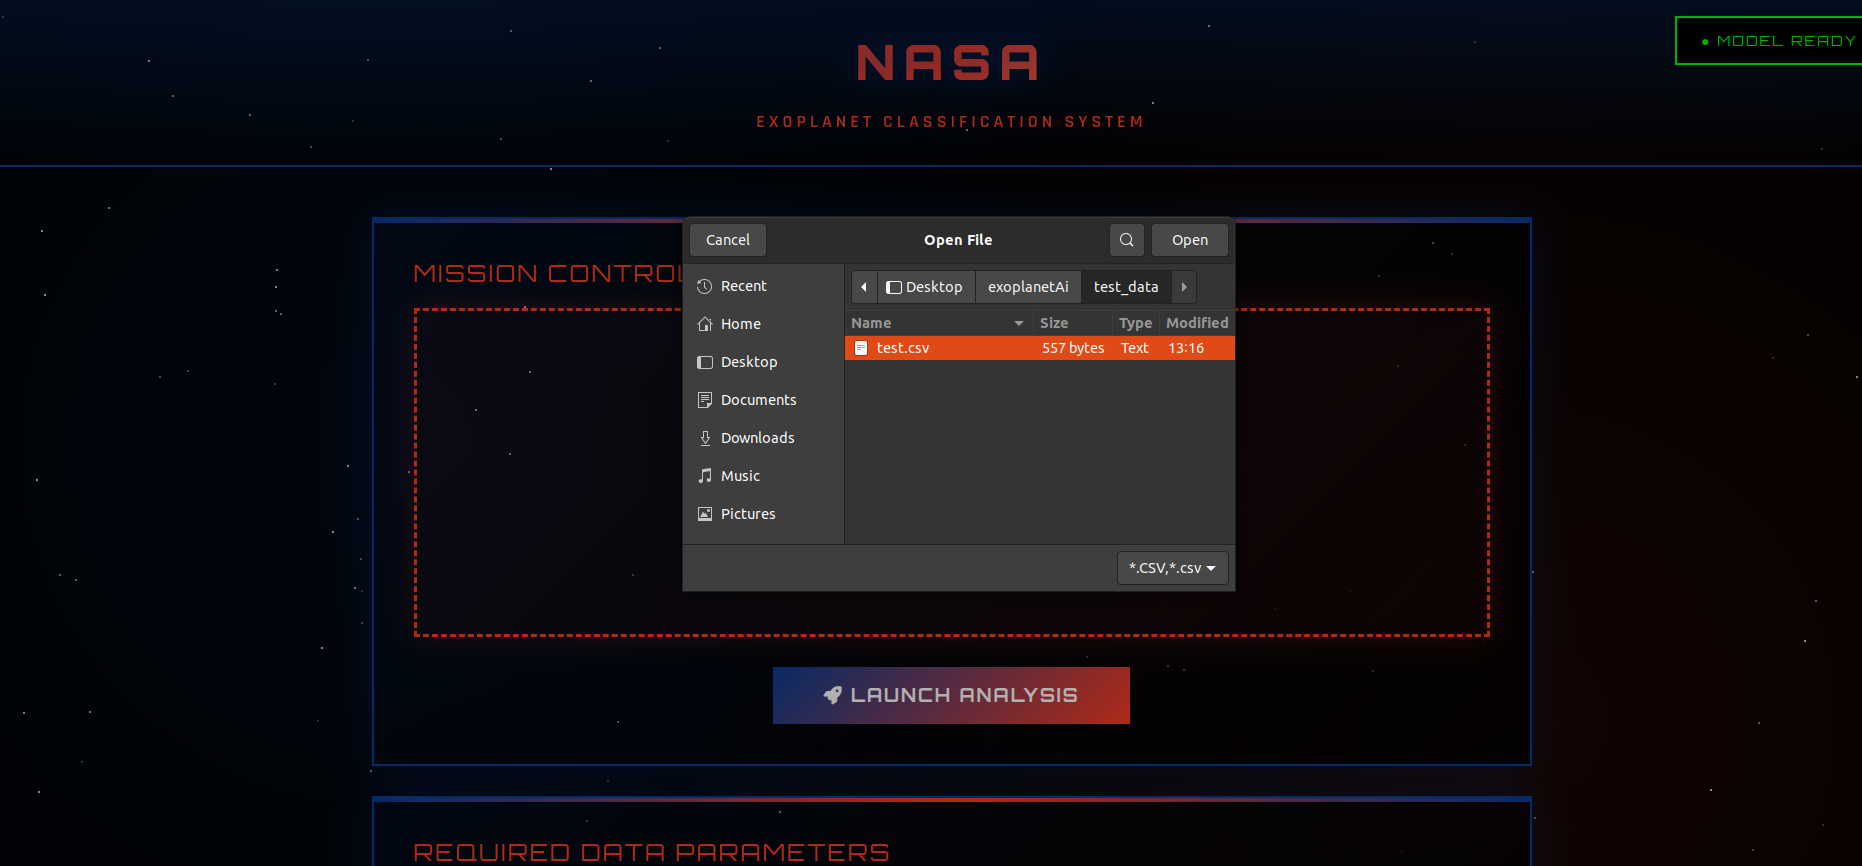 NASA
● MODEL READY
EXOPLANET CLASSIFICATION SYSTEM
MISSION CONTROL
Cancel
Open File
Open
Recent
Home
Desktop
Documents
Downloads
Music
Pictures
Desktop exoplanetAi test_data
Name Size Type Modified
test.csv 557 bytes Text 13:16
*.CSV,*.csv
LAUNCH ANALYSIS
REQUIRED DATA PARAMETERS